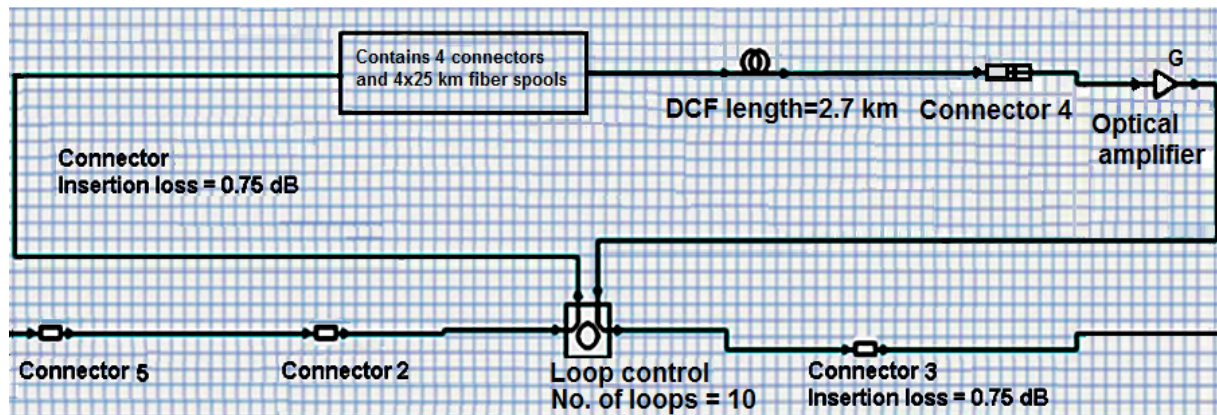 Contains 4 connectors
and 4x25 km fiber spools
G
DCF length=2.7 km
Connector 4
Optical
amplifier
Connector
Insertion loss = 0.75 dB
Connector 5
Connector 2
Loop control
No. of loops = 10
Connector 3
Insertion loss = 0.75 dB